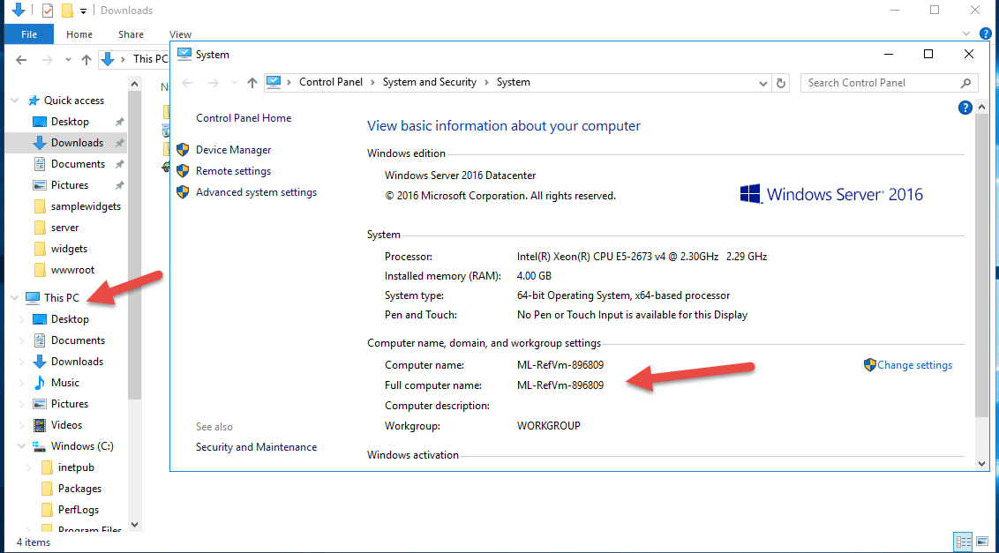 Downloads
File Home Share View
This PC
Quick access
Desktop
Downloads
Documents
Pictures
samplewidgets
server
widgets
wwwroot
This PC
Desktop
Documents
Downloads
Music
Pictures
Videos
Windows (C:)
inetpub
Packages
PerfLogs
Program Files
4 items
N
System
Control Panel › System and Security › System
Search Control Panel
Control Panel Home
Device Manager
Remote settings
Advanced system settings
See also
Security and Maintenance
?
?
View basic information about your computer
Windows edition
Windows Server 2016 Datacenter
© 2016 Microsoft Corporation. All rights reserved.
Windows Server® 2016
System
Processor: Intel(R) Xeon(R) CPU E5-2673 v4 @ 2.30GHz 2.29 GHz
Installed memory (RAM): 4.00 GB
System type: 64-bit Operating System, x64-based processor
Pen and Touch: No Pen or Touch Input is available for this Display
Computer name, domain, and workgroup settings
Computer name: ML-RefVm-896809
Change settings
Full computer name: ML-RefVm-896809
Computer description:
Workgroup: WORKGROUP
Windows activation